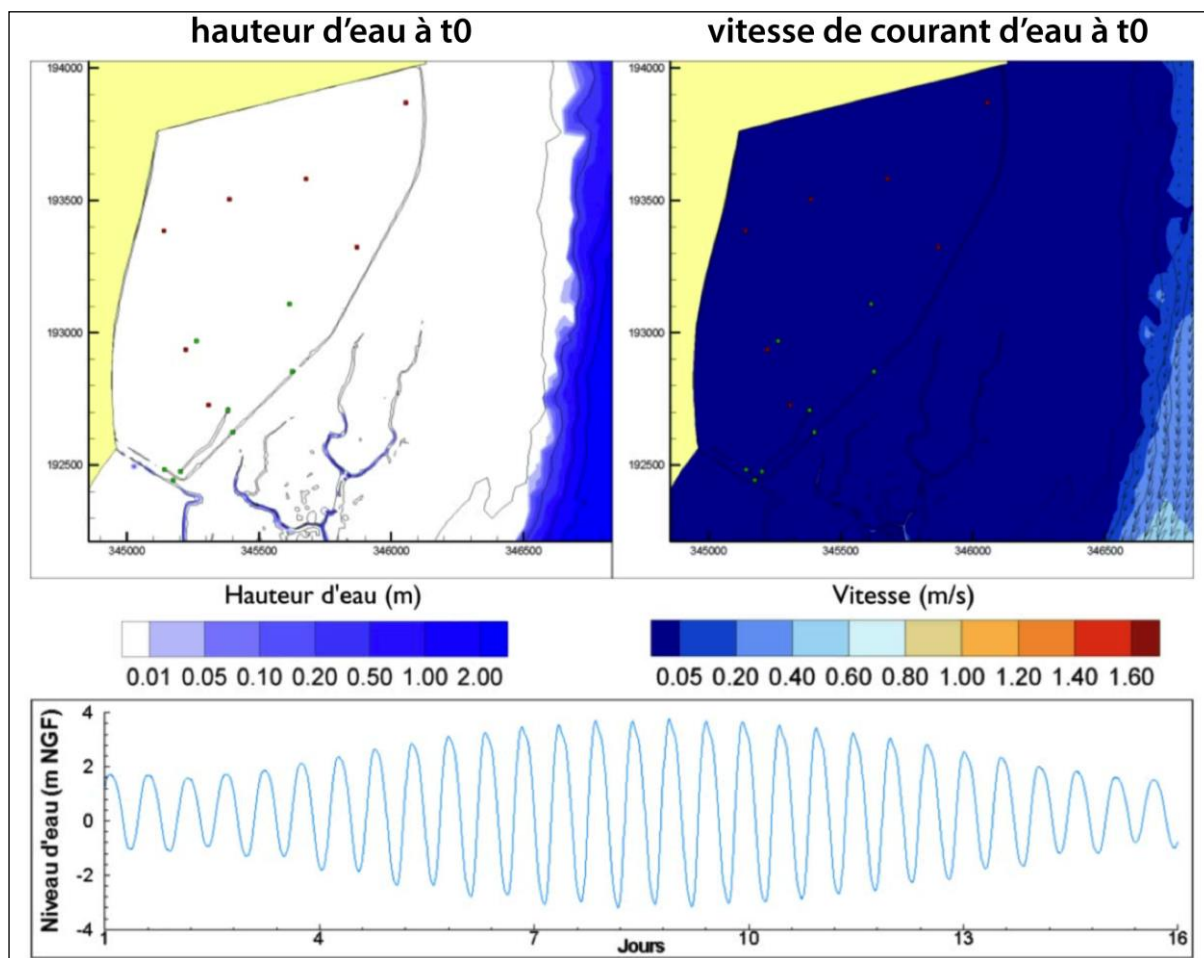 hauteur d'eau à t0
vitesse de courant d'eau à t0
194000
193500
193000
192500
345000 345500 346000 346500
194000
193500
193000
192500
345000 345500 346000 346500
Hauteur d'eau (m)
0.01 0.05 0.10 0.20 0.50 1.00 2.00
Vitesse (m/s)
0.05 0.20 0.40 0.60 0.80 1.00 1.20 1.40 1.60
Niveau d'eau (m NGF)
4
2
0
-2
-4
1 4 7 10 13 16
Jours